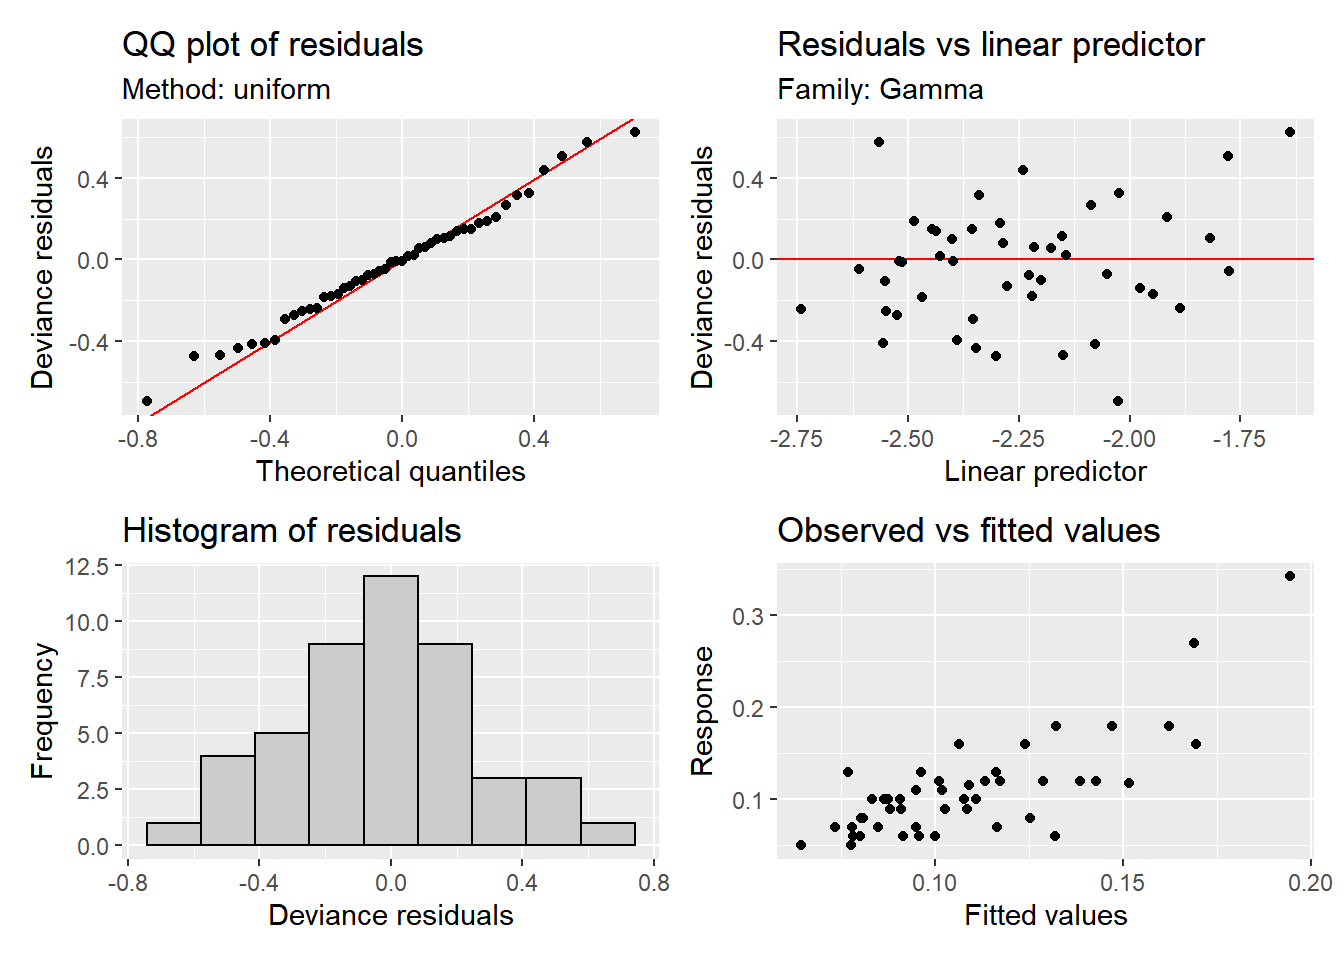 QQ plot of residuals
Method: uniform
Deviance residuals
0.4
0.0
-0.4
-0.8
-0.4
0.0
0.4
Theoretical quantiles
Residuals vs linear predictor
Family: Gamma
Deviance residuals
0.4
0.0
-0.4
-2.75
-2.50
-2.25
-2.00
-1.75
Linear predictor
Histogram of residuals
Frequency
12.5
10.0
7.5
5.0
2.5
0.0
-0.8
-0.4
0.0
0.4
0.8
Deviance residuals
Observed vs fitted values
Response
0.3
0.2
0.1
0.10
0.15
0.20
Fitted values